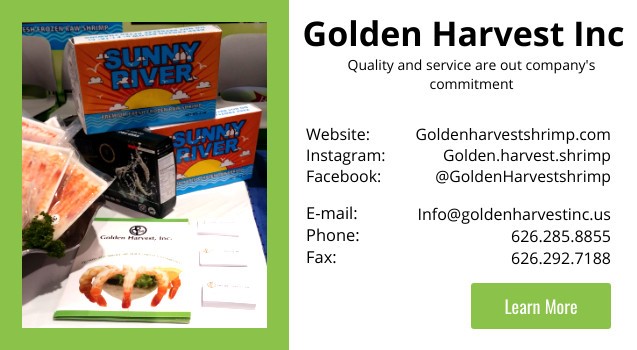 Golden Harvest Inc
Quality and service are out company's
commitment
Website: Goldenharvestshrimp.com
Instagram: Golden.harvest.shrimp
Facebook: @GoldenHarvestshrimp
E-mail: Info@goldenharvestinc.us
Phone: 626.285.8855
Fax: 626.292.7188
Learn More
SUNNY
RIVER
SUNNY
RIVER
Golden Harvest, Inc.